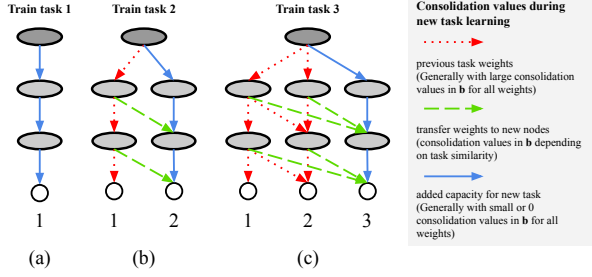 Train task 1
Train task 2
Train task 3
Consolidation values during
new task learning
previous task weights
(Generally with large consolidation
values in b for all weights)
transfer weights to new nodes
(consolidation values in b depending
on task similarity)
added capacity for new task
(Generally with small or 0
consolidation values in b for all
weights)
1
1 2
1 2 3
(a) (b) (c)